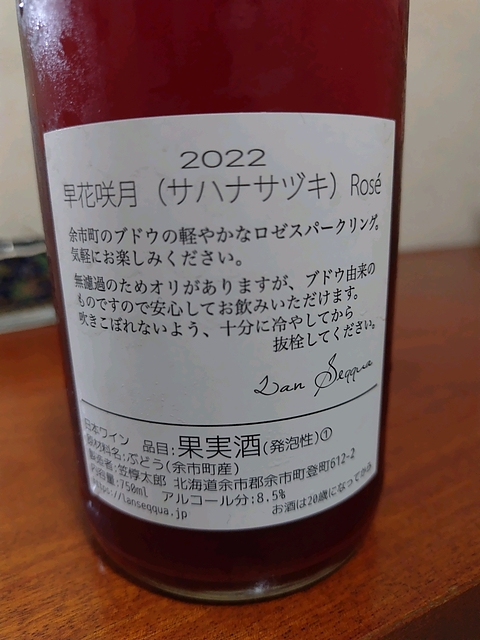 2022
早花咲月（サハナサヅキ）Rosé
余市町のブドウの軽やかなロゼスパークリング。
気軽にお楽しみください。
無濾過のためオリがありますが、ブドウ由来の
ものですので安心してお飲みいただけます。
吹きこぼれないよう、十分に冷やしてから
抜栓してください。
Lan Seqqua
日本ワイン 品目:果実酒(発泡性)①
原材料名:ぶどう(余市町産)
製造者:笠惇太郎 北海道余市郡余市町登町612-2
内容量:750ml アルコール分:8.5%
https://lanseqqua.jp
お酒は20歳になってから